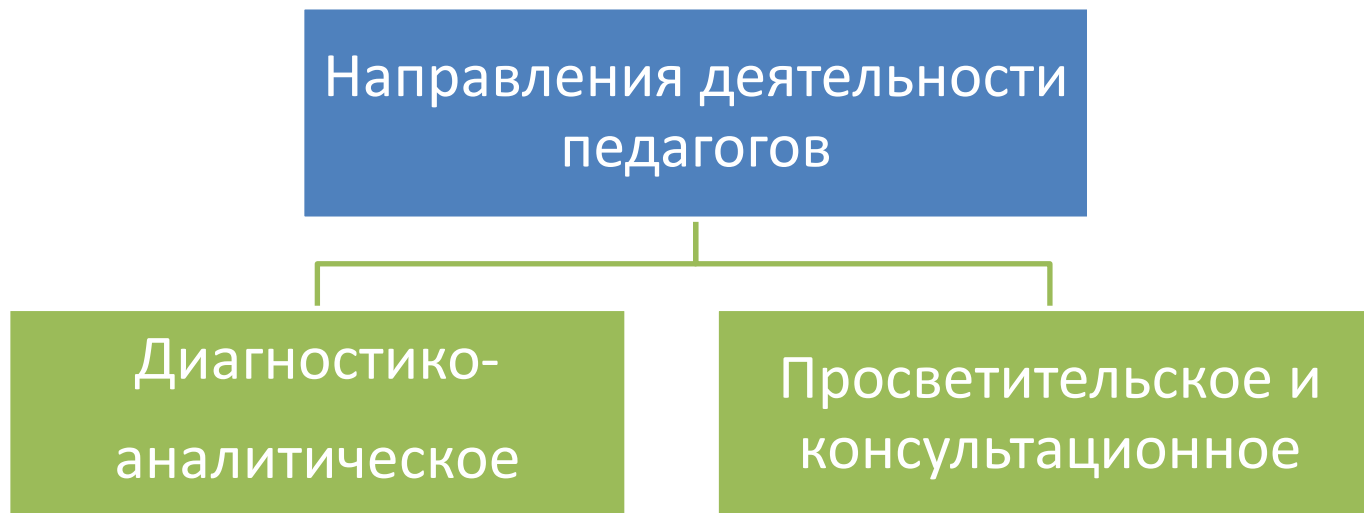 Направления деятельности
педагогов
Диагностико-
аналитическое
Просветительское и
консультационное